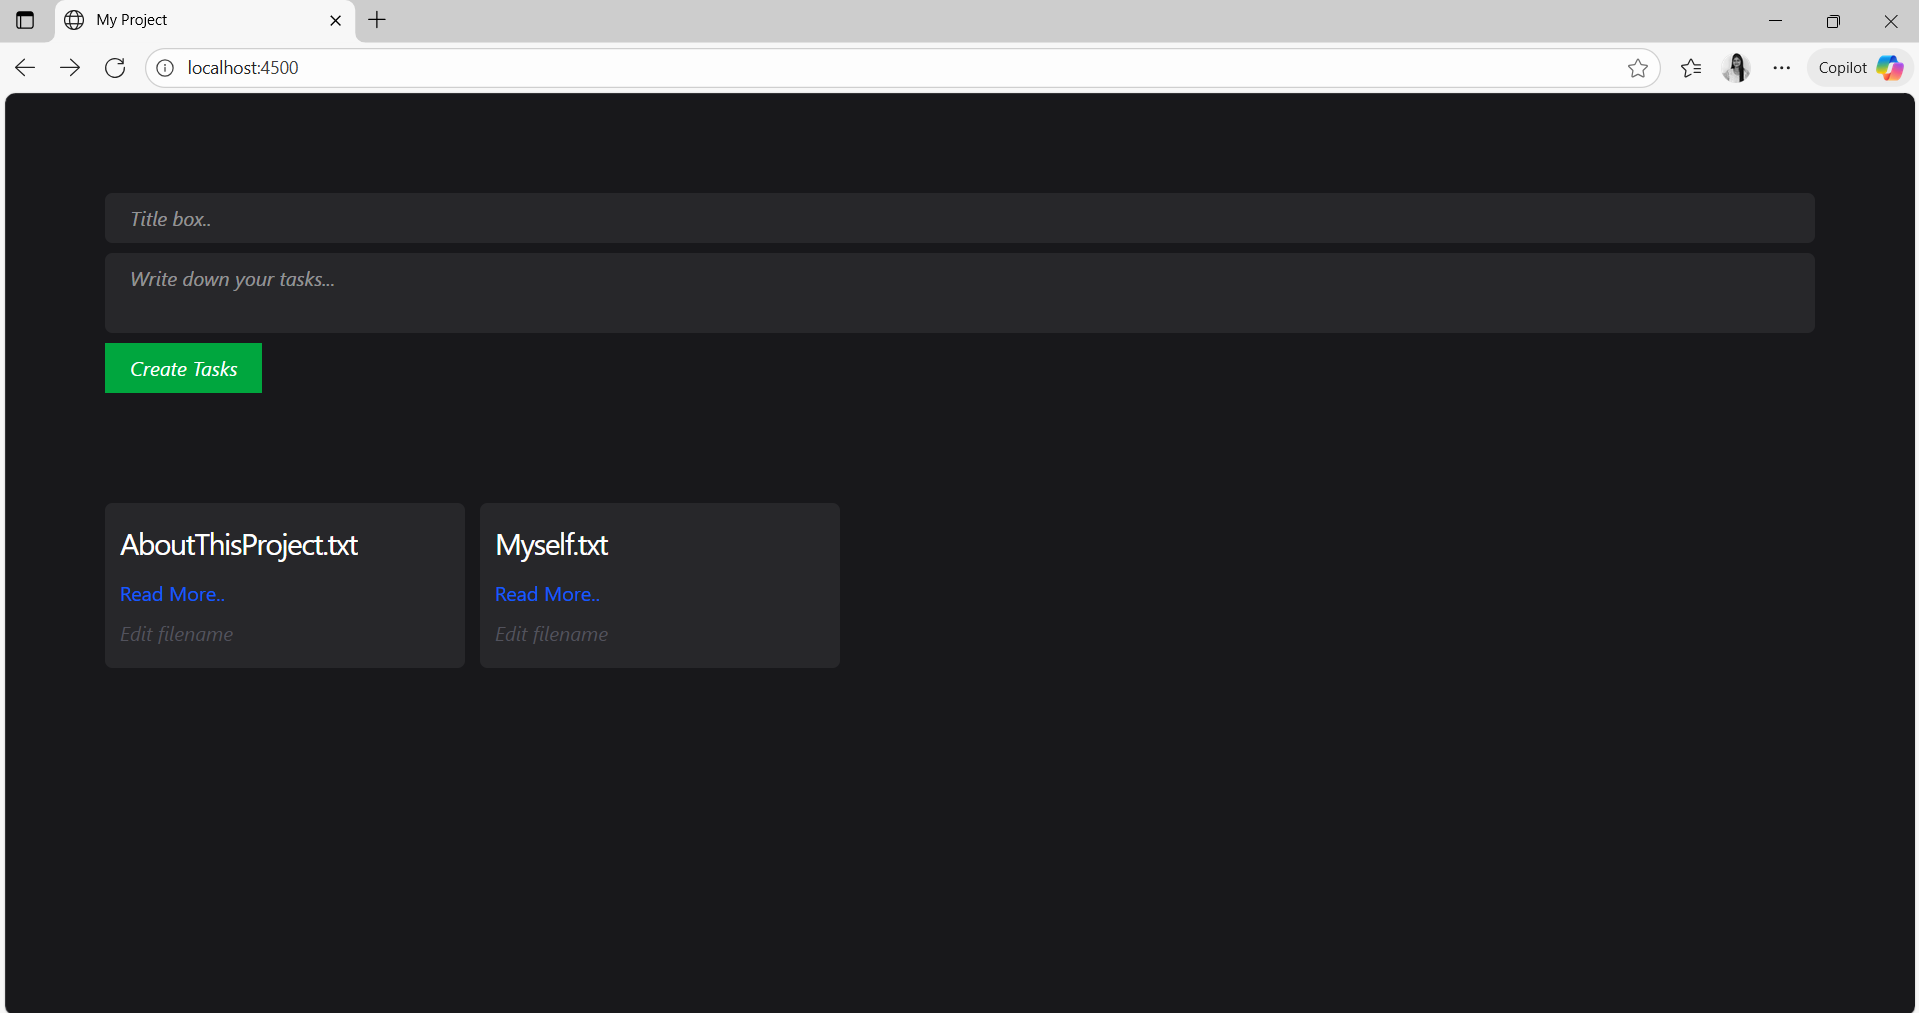 My Project
localhost:4500
Copilot
Title box..
Write down your tasks...
Create Tasks
AboutThisProject.txt
Read More..
Edit filename
Myself.txt
Read More..
Edit filename